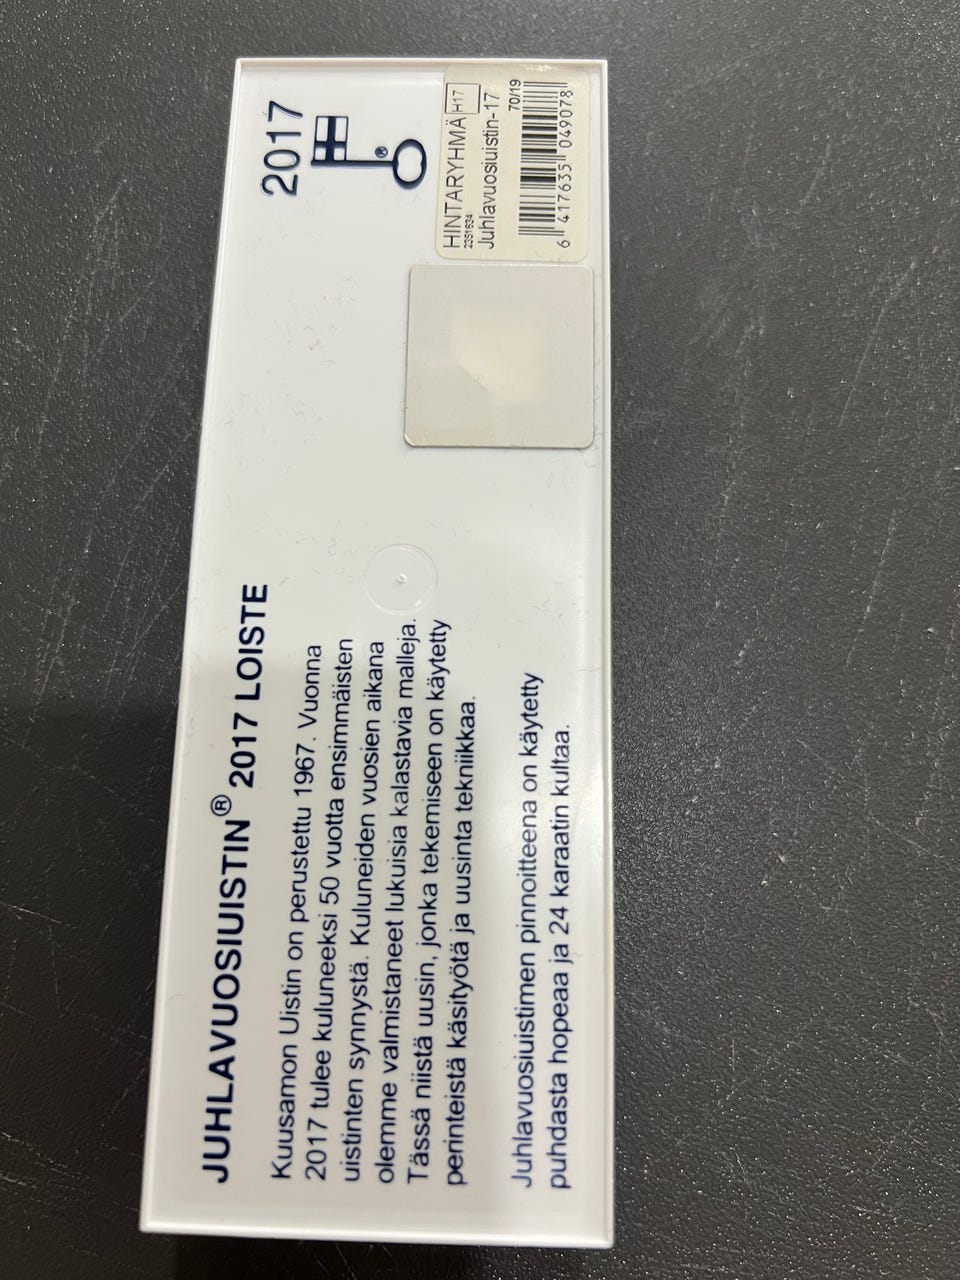 JUHLAVUOSIUISTIN® 2017 LOISTE
Kuusamon Uistin on perustettu 1967. Vuonna
2017 tulee kuluneeksi 50 vuotta ensimmäisten
uistinten synnystä. Kuluneiden vuosien aikana
olemme valmistaneet lukuisia kalastavia malleja.
Tässä niistä uusin, jonka tekemiseen on käytetty
perinteistä käsityötä ja uusinta tekniikkaa.
Juhlavuosiuistimen pinnoitteena on käytetty
puhdasta hopeaa ja 24 karaatin kultaa.
2017
®
HINTARYHMÄ H17
2351634
Juhlavuosiuistin-17
70/19
6 417635 049078